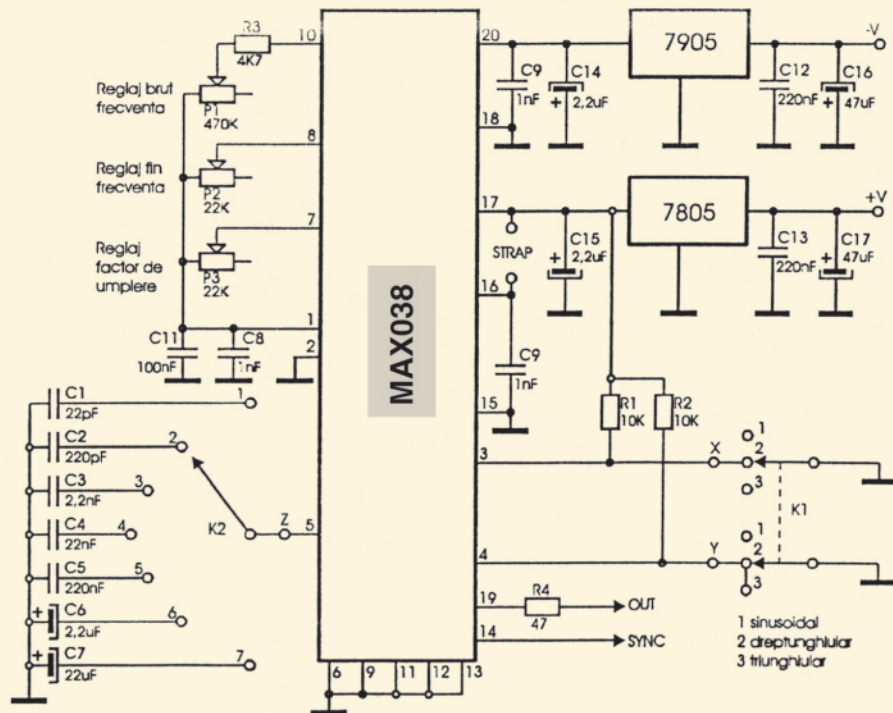 R3
4K7
10
Reglaj brut
frecventa
P1
470K
8
Reglaj fin
frecventa
P2
22K
7
Reglaj
factor de
umplere
P3
22K
1
C11
100nF
C8
1nF
2
MAX038
20
7905
-V
C9
1nF
C14
+ 2,2uF
C12
220nF
C16
+ 47uF
18
17
7805
+V
STRAP
+ C15
2,2uF
C13
220nF
+ C17
47uF
16
C9
1nF
15
R1
10K
R2
10K
C1
22pF
1
C2
220pF
2
C3
2,2nF
3
C4
22nF
4
K2
Z
5
C5
220nF
5
+ C6
2,2uF
6
+ C7
22uF
7
3
X
1
2
3
K1
4
Y
1
2
3
19
R4
47
OUT
14
SYNC
1 sinusoidal
2 dreptunghiular
3 triunghiular
6
9
11
12
13